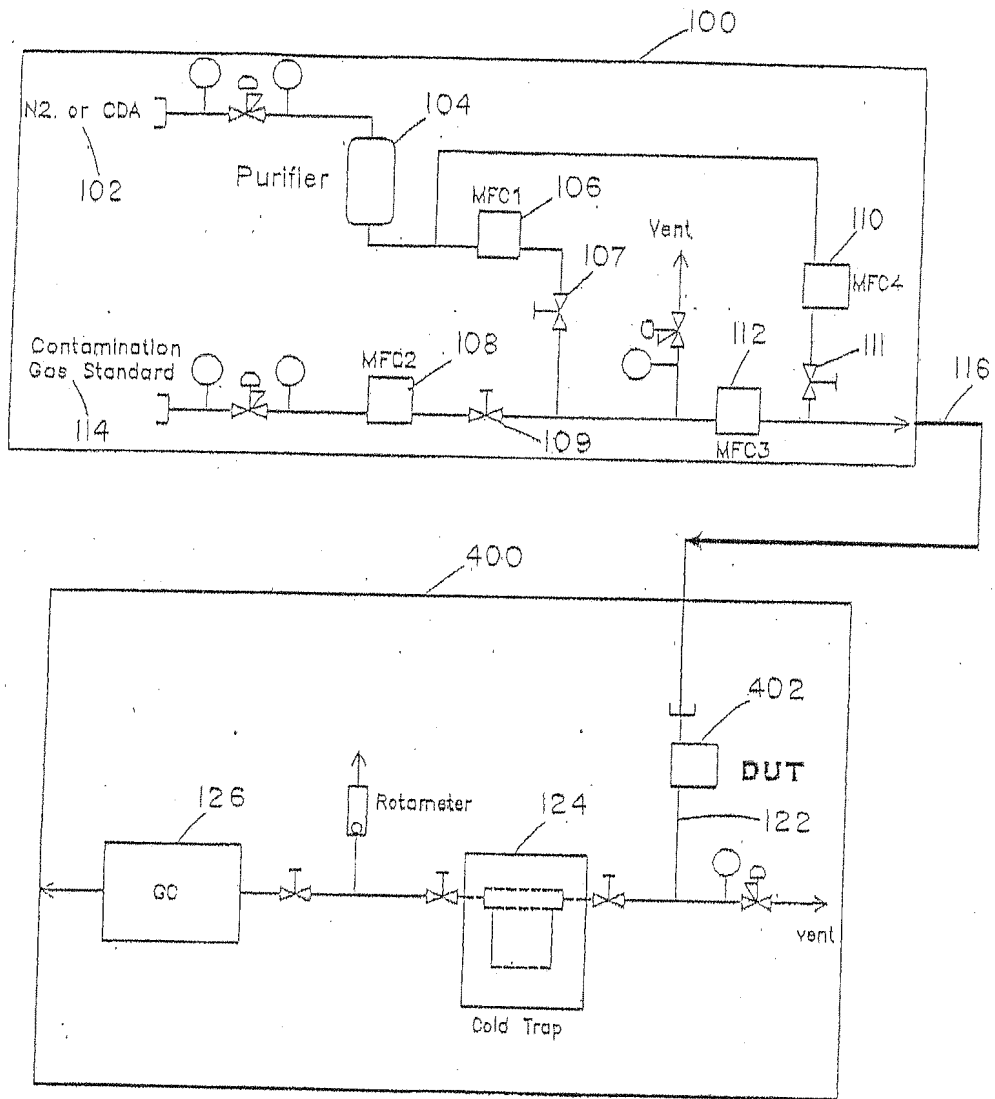 100
N2 or CDA
104
102
Purifier
MFC1
106
Vent
110
107
MFC4
Contamination
Gas Standard
MFC2
108
112
111
116
114
109
MFC3
400
402
DUT
126
Rotameter
124
122
GC
vent
Cold Trap